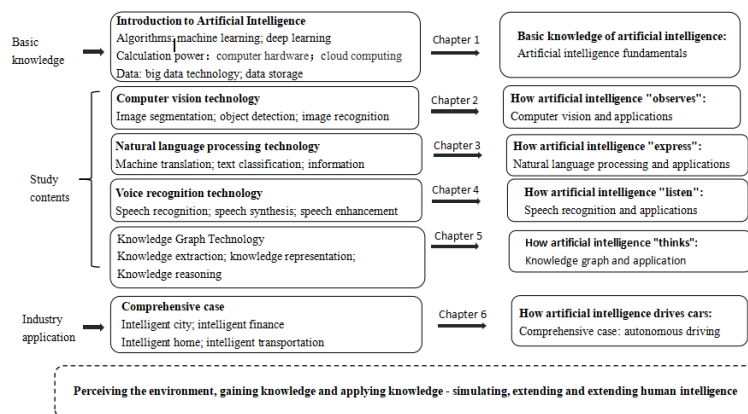 Basic
knowledge
Introduction to Artificial Intelligence
Algorithms: machine learning; deep learning
Calculation power: computer hardware; cloud computing
Data: big data technology; data storage
Chapter 1
Basic knowledge of artificial intelligence:
Artificial intelligence fundamentals
Study
contents
Computer vision technology
Image segmentation; object detection; image recognition
Chapter 2
How artificial intelligence "observes":
Computer vision and applications
Natural language processing technology
Machine translation; text classification; information
Chapter 3
How artificial intelligence "express":
Natural language processing and applications
Voice recognition technology
Speech recognition; speech synthesis; speech enhancement
Chapter 4
How artificial intelligence "listen":
Speech recognition and applications
Knowledge Graph Technology
Knowledge extraction; knowledge representation;
Knowledge reasoning
Chapter 5
How artificial intelligence "thinks":
Knowledge graph and application
Industry
application
Comprehensive case
Intelligent city; intelligent finance
Intelligent home; intelligent transportation
Chapter 6
How artificial intelligence drives cars:
Comprehensive case: autonomous driving
Perceiving the environment, gaining knowledge and applying knowledge - simulating, extending and extending human intelligence